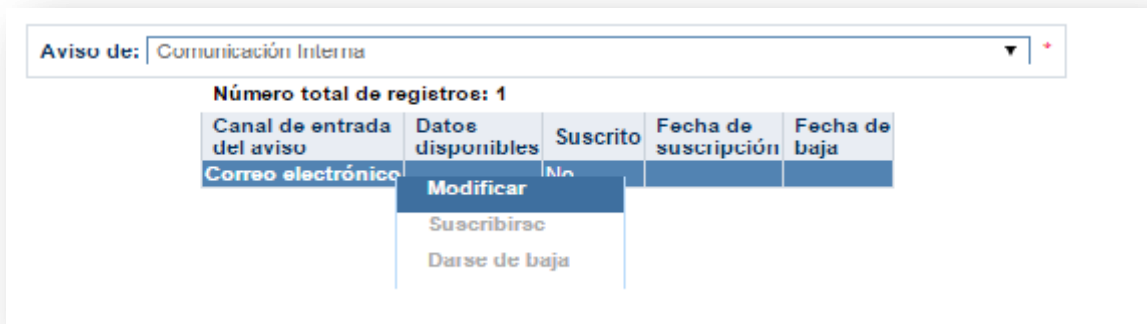 Aviso de: Comunicación Interna ▼ *
Número total de registros: 1
Canal de entrada del aviso Datos disponibles Suscrito Fecha de suscripción Fecha de baja
Correo electrónico No
Modificar
Suscribirse
Darse de baja